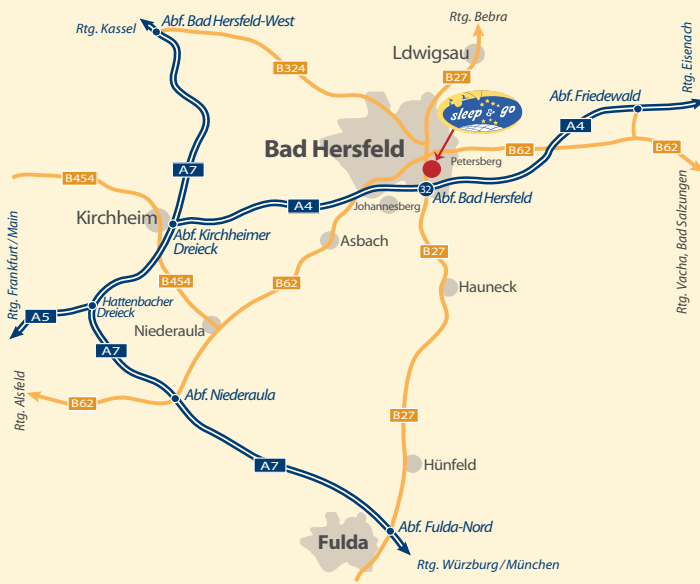 Rtg. Kassel
Abf. Bad Hersfeld-West
Rtg. Bebra
Ldwigsau
B324
B27
Rtg. Eisenach
Abf. Friedewald
sleep & go
A4
Bad Hersfeld
B62
B62
Petersberg
A7
B454
32
Abf. Bad Hersfeld
A4
Johannesberg
Kirchheim
Abf. Kirchheimer
Dreieck
Asbach
B27
Rtg. Vacha, Bad Salzungen
Rtg. Frankfurt/Main
B454
B62
Hauneck
Hattenbacher
Dreieck
A5
Niederaula
A7
Rtg. Alsfeld
B62
Abf. Niederaula
B27
A7
Hünfeld
Abf. Fulda-Nord
Fulda
Rtg. Würzburg/München